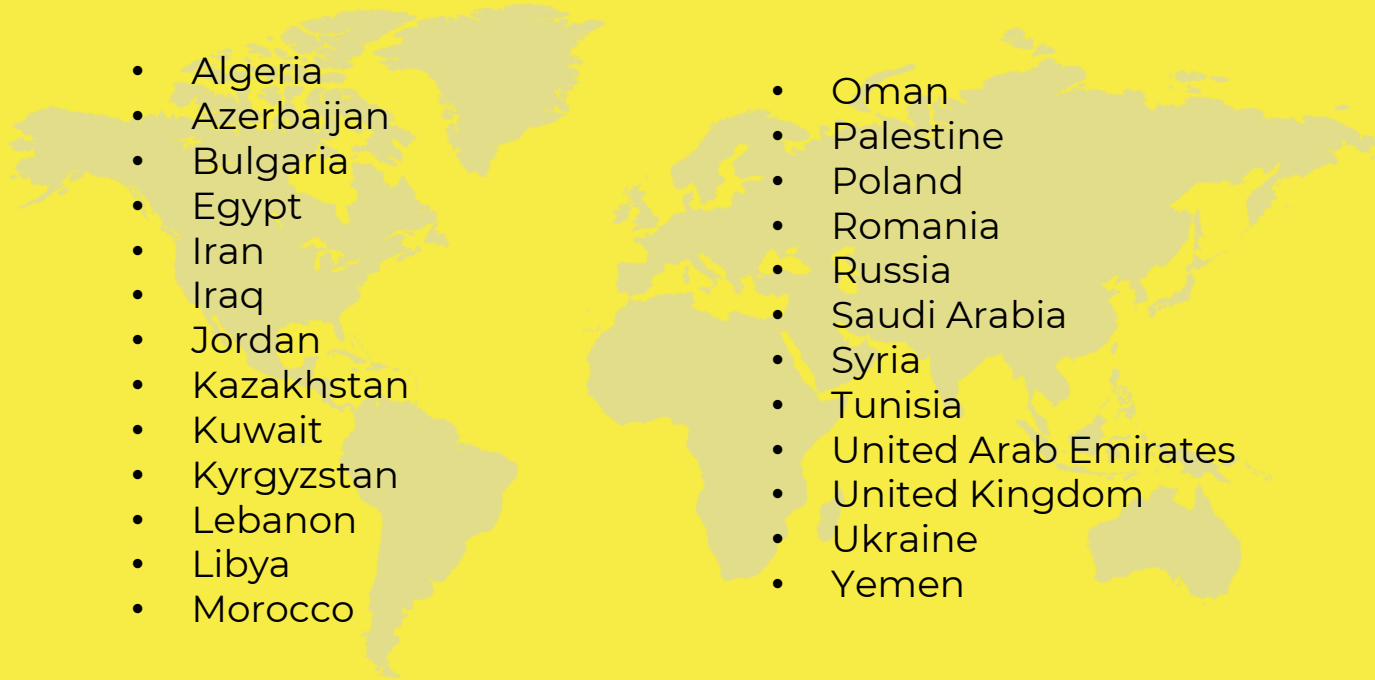 • Algeria
• Azerbaijan
• Bulgaria
• Egypt
• Iran
• Iraq
• Jordan
• Kazakhstan
• Kuwait
• Kyrgyzstan
• Lebanon
• Libya
• Morocco
• Oman
• Palestine
• Poland
• Romania
• Russia
• Saudi Arabia
• Syria
• Tunisia
• United Arab Emirates
• United Kingdom
• Ukraine
• Yemen